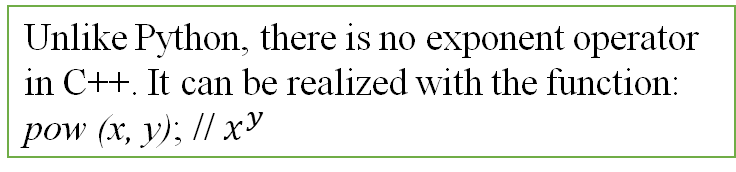 Unlike Python, there is no exponent operator
in C++. It can be realized with the function:
pow (x, y); // x^y